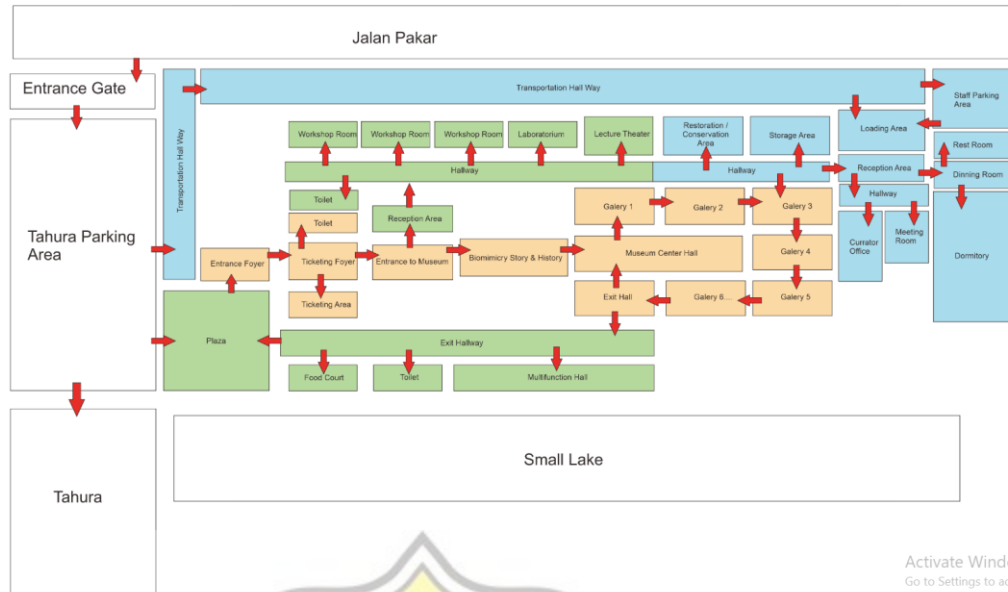 Jalan Pakar
Entrance Gate
Transportation Hall Way
Staff Parking
Area
Tahura Parking
Area
Transportation Hall Way
Workshop Room
Workshop Room
Workshop Room
Laboratorium
Lecture Theater
Restoration /
Conservation
Area
Storage Area
Loading Area
Rest Room
Hallway
Hallway
Reception Area
Dinning Room
Toilet
Toilet
Reception Area
Galery 1
Galery 2
Galery 3
Hallway
Currator
Office
Meeting
Room
Dormitory
Entrance Foyer
Ticketing Foyer
Entrance to Museum
Biomimicry Story & History
Museum Center Hall
Galery 4
Ticketing Area
Exit Hall
Galery 6...
Galery 5
Plaza
Exit Hallway
Food Court
Toilet
Multifunction Hall
Tahura
Small Lake
Activate Wind
Go to Settings to ac